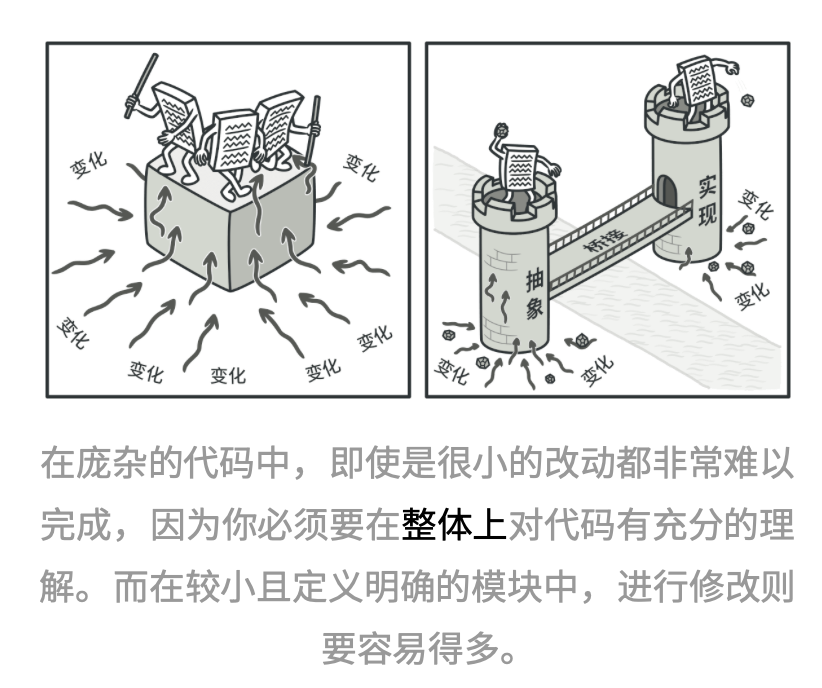 变化
变化
变化
变化
变化
变化
变化
实现
变化
桥接
抽象
变化
变化
变化
在庞杂的代码中，即使是很小的改动都非常难以
完成，因为你必须要在整体上对代码有充分的理
解。而在较小且定义明确的模块中，进行修改则
要容易得多。